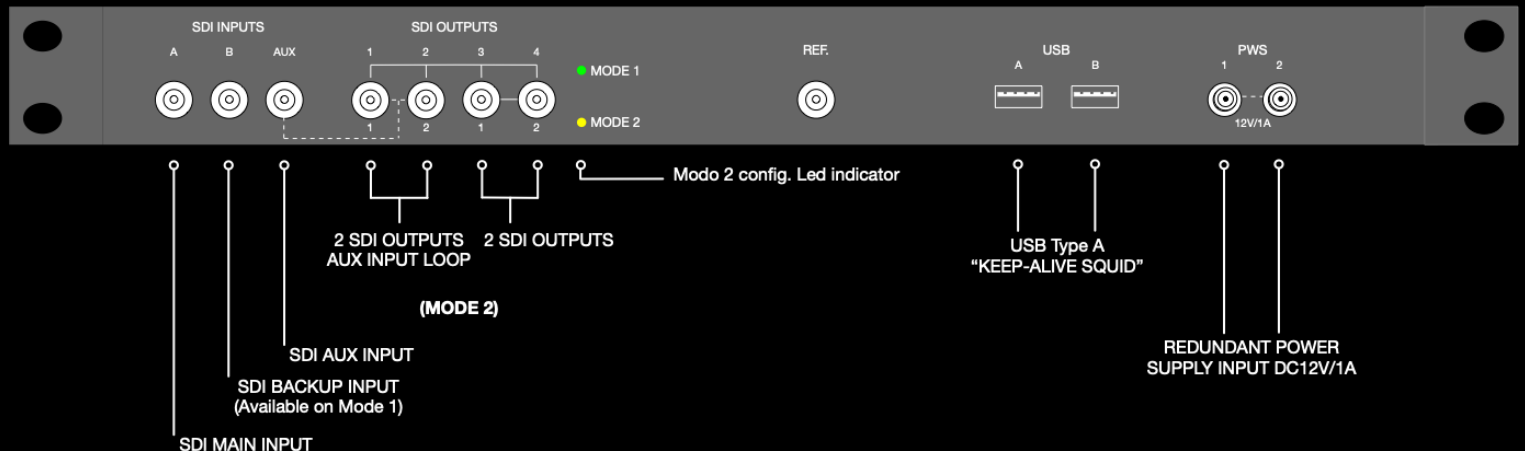 SDI INPUTS
A B AUX
SDI OUTPUTS
1 2 3 4
1 2 1 2
MODE 1
MODE 2
REF.
USB
A B
PWS
1 2
12V/1A
Modo 2 config. Led indicator
2 SDI OUTPUTS
AUX INPUT LOOP
2 SDI OUTPUTS
(MODE 2)
USB Type A
“KEEP-ALIVE SQUID”
SDI AUX INPUT
SDI BACKUP INPUT
(Available on Mode 1)
SDI MAIN INPUT
REDUNDANT POWER
SUPPLY INPUT DC12V/1A